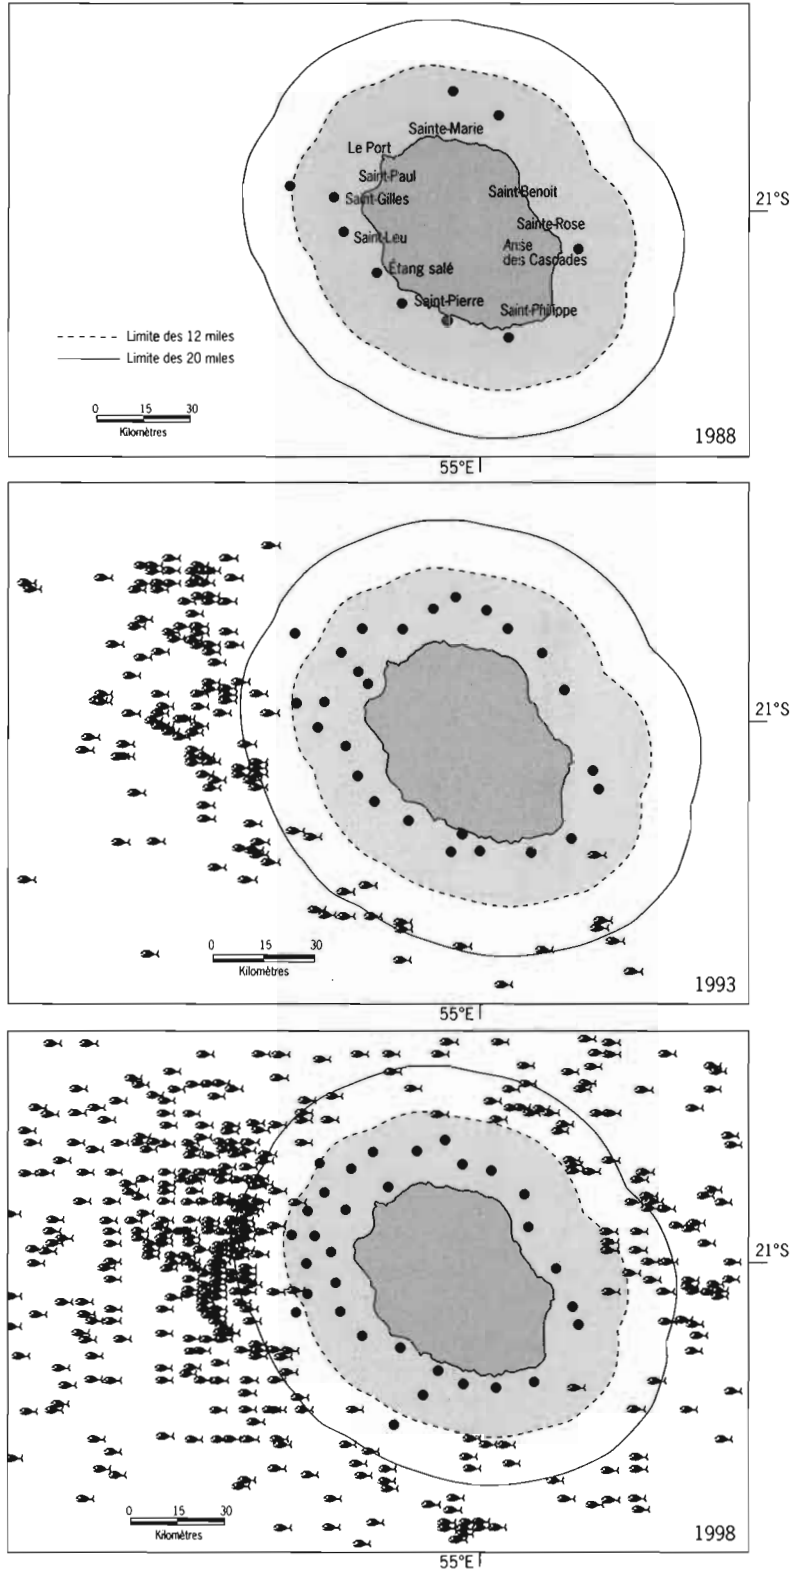 Sainte-Marie
Le Port
Saint-Paul
Saint-Benoit
Saint-Gilles
21°S
Sainte-Rose
Saint-Leu
Anse
des Cascades
Étang salé
Saint-Pierre
Saint-Philippe
Limite des 12 miles
Limite des 20 miles
0 15 30
Kilomètres
1988
55°E
21°S
0 15 30
Kilomètres
1993
55°E
21°S
0 15 30
Kilomètres
1998
55°E